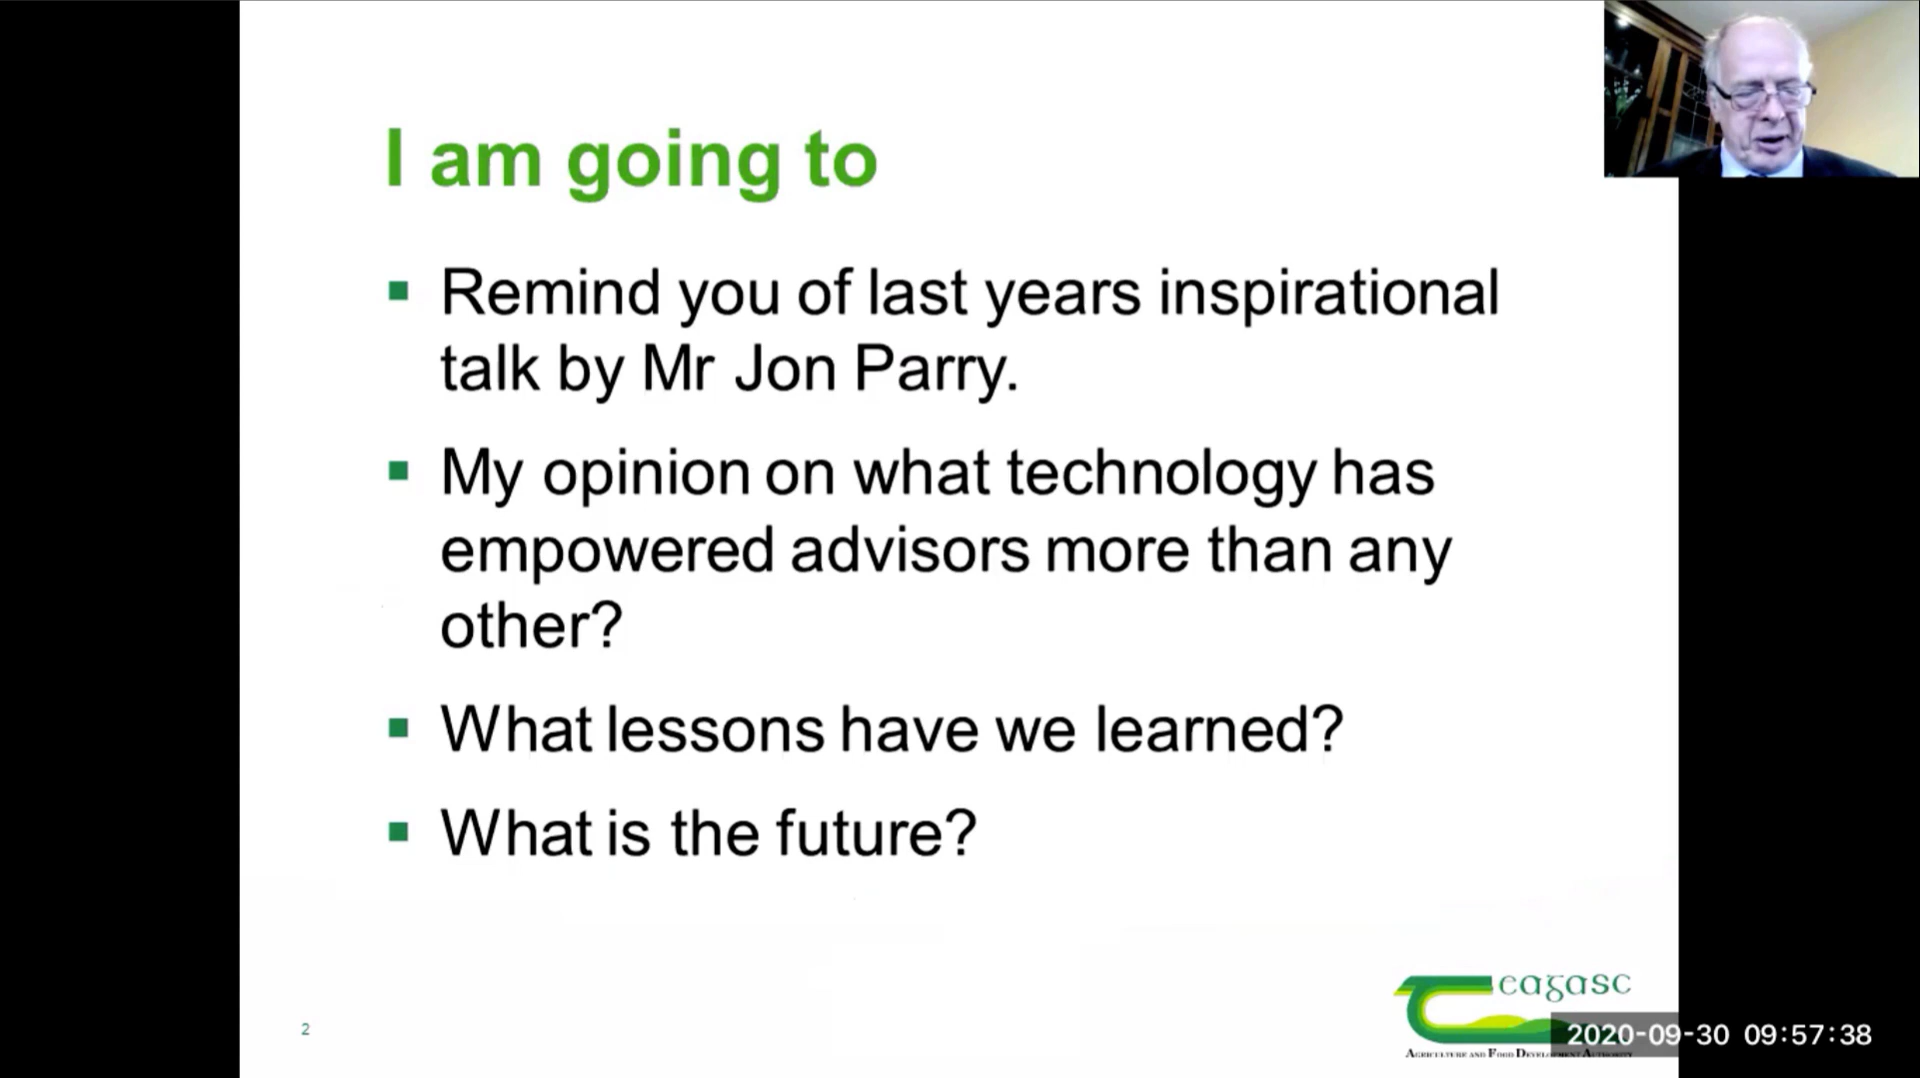 I am going to
Remind you of last years inspirational
talk by Mr Jon Parry.
My opinion on what technology has
empowered advisors more than any
other?
What lessons have we learned?
What is the future?
2
eagasc
AGRICULTURE AND FOOD DEVELOPMENT AUTHORITY
2020-09-30 09:57:38